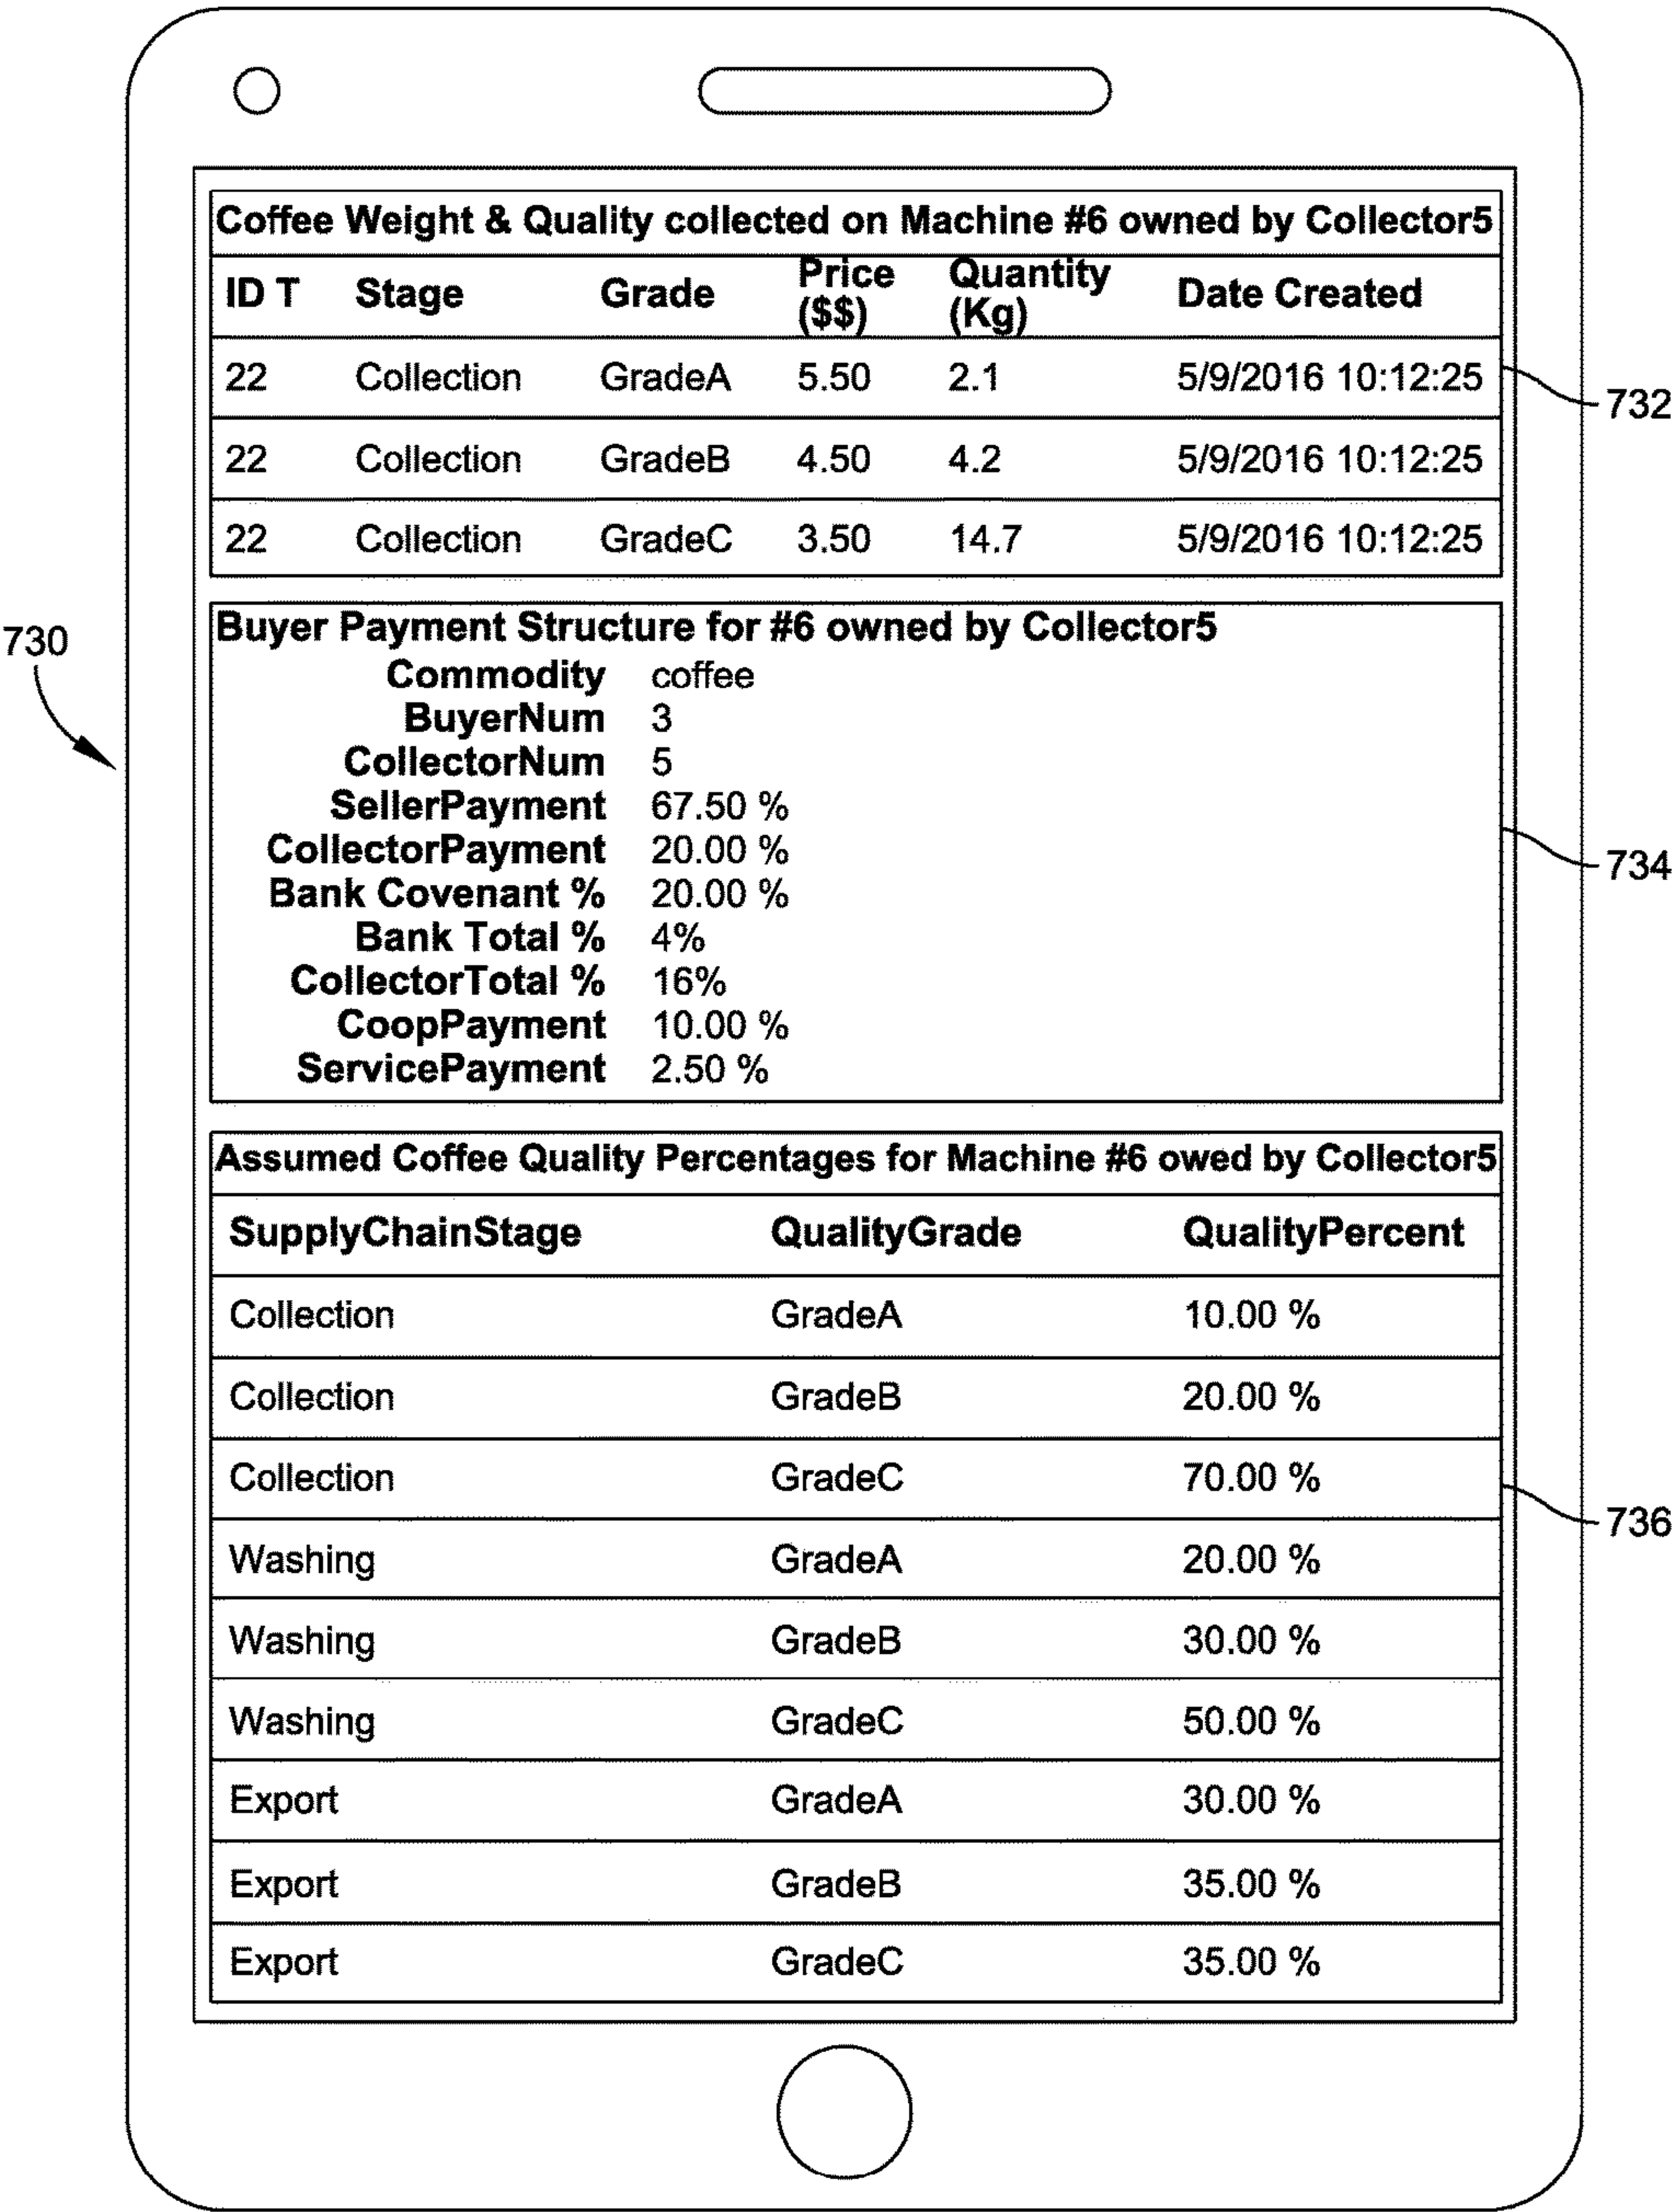 Coffee Weight & Quality collected on Machine #6 owned by Collector5
ID T Stage Grade Price ($$) Quantity (Kg) Date Created
22 Collection GradeA 5.50 2.1 5/9/2016 10:12:25
732
22 Collection GradeB 4.50 4.2 5/9/2016 10:12:25
22 Collection GradeC 3.50 14.7 5/9/2016 10:12:25
730
Buyer Payment Structure for #6 owned by Collector5
Commodity coffee
BuyerNum 3
CollectorNum 5
SellerPayment 67.50 %
CollectorPayment 20.00 %
734
Bank Covenant % 20.00 %
Bank Total % 4%
CollectorTotal % 16%
CoopPayment 10.00 %
ServicePayment 2.50 %
Assumed Coffee Quality Percentages for Machine #6 owed by Collector5
SupplyChainStage QualityGrade QualityPercent
Collection GradeA 10.00 %
Collection GradeB 20.00 %
Collection GradeC 70.00 %
736
Washing GradeA 20.00 %
Washing GradeB 30.00 %
Washing GradeC 50.00 %
Export GradeA 30.00 %
Export GradeB 35.00 %
Export GradeC 35.00 %